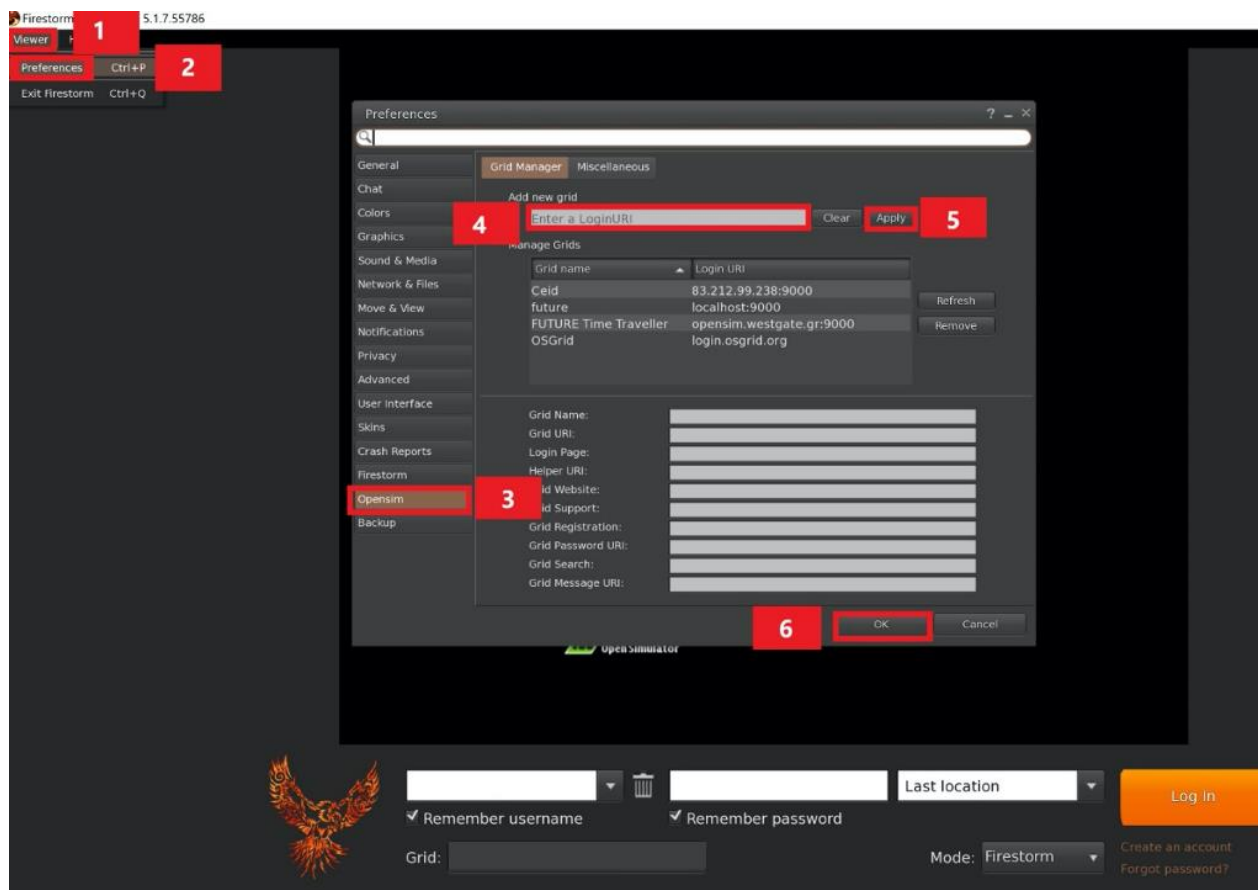 Firestorm 5.1.7.55786
Viewer
1
Preferences Ctrl+P
2
Exit Firestorm Ctrl+Q
Preferences ? _ ×
General
Chat
Colors
Graphics
Sound & Media
Network & Files
Move & View
Notifications
Privacy
Advanced
User Interface
Skins
Crash Reports
Firestorm
Opensim
3
Backup
Grid Manager Miscellaneous
Add new grid
4
Enter a LoginURI Clear Apply
5
Manage Grids
Grid name Login URI
Ceid 83.212.99.238:9000
future localhost:9000
FUTURE Time Traveller opensim.westgate.gr:9000
OSGrid login.osgrid.org
Refresh
Remove
Grid Name:
Grid URI:
Login Page:
Helper URI:
Website:
Support:
Grid Registration:
Grid Password URI:
Grid Search:
Grid Message URI:
6
OK Cancel
OpenSimulator
Last location
Log In
Remember username Remember password
Grid: Mode: Firestorm
Create an account
Forgot password?